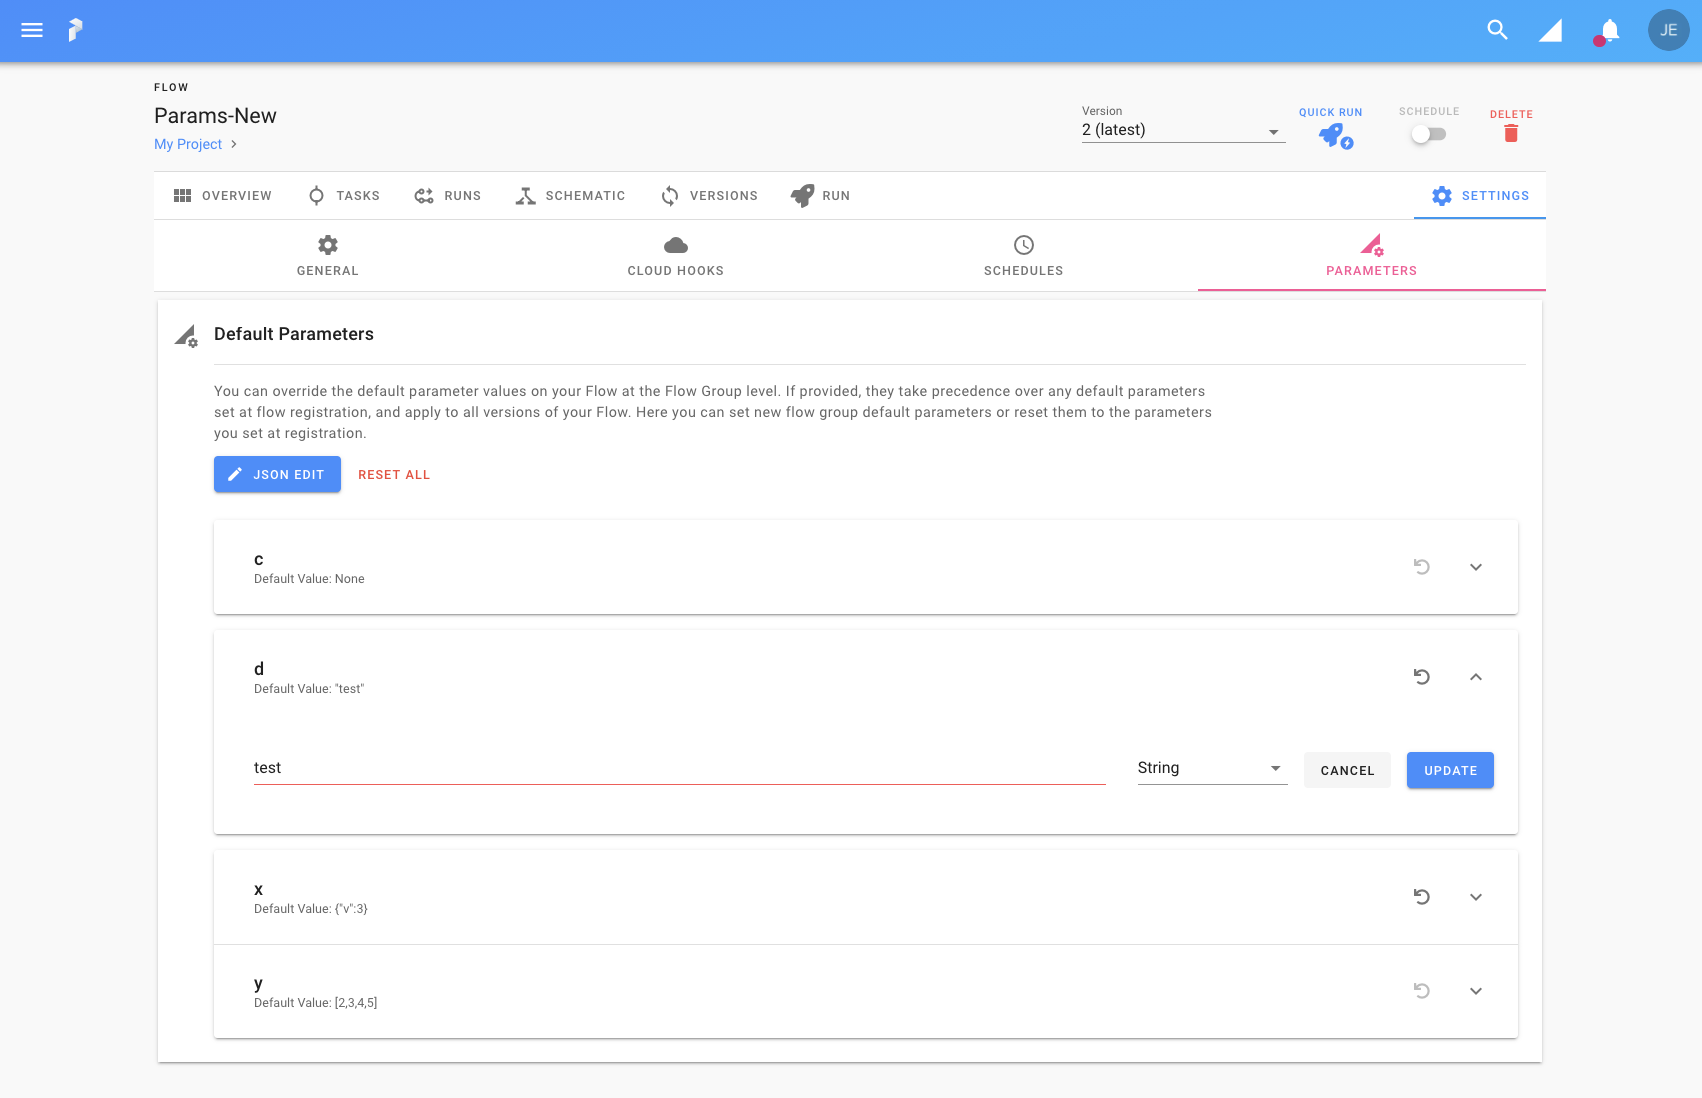 JE
FLOW
Params-New
My Project
Version
2 (latest)
QUICK RUN
SCHEDULE
DELETE
OVERVIEW
TASKS
RUNS
SCHEMATIC
VERSIONS
RUN
SETTINGS
GENERAL
CLOUD HOOKS
SCHEDULES
PARAMETERS
Default Parameters
You can override the default parameter values on your Flow at the Flow Group level. If provided, they take precedence over any default parameters
set at flow registration, and apply to all versions of your Flow. Here you can set new flow group default parameters or reset them to the parameters
you set at registration.
JSON EDIT
RESET ALL
c
Default Value: None
d
Default Value: "test"
test
String
CANCEL
UPDATE
x
Default Value: {"v":3}
y
Default Value: [2,3,4,5]